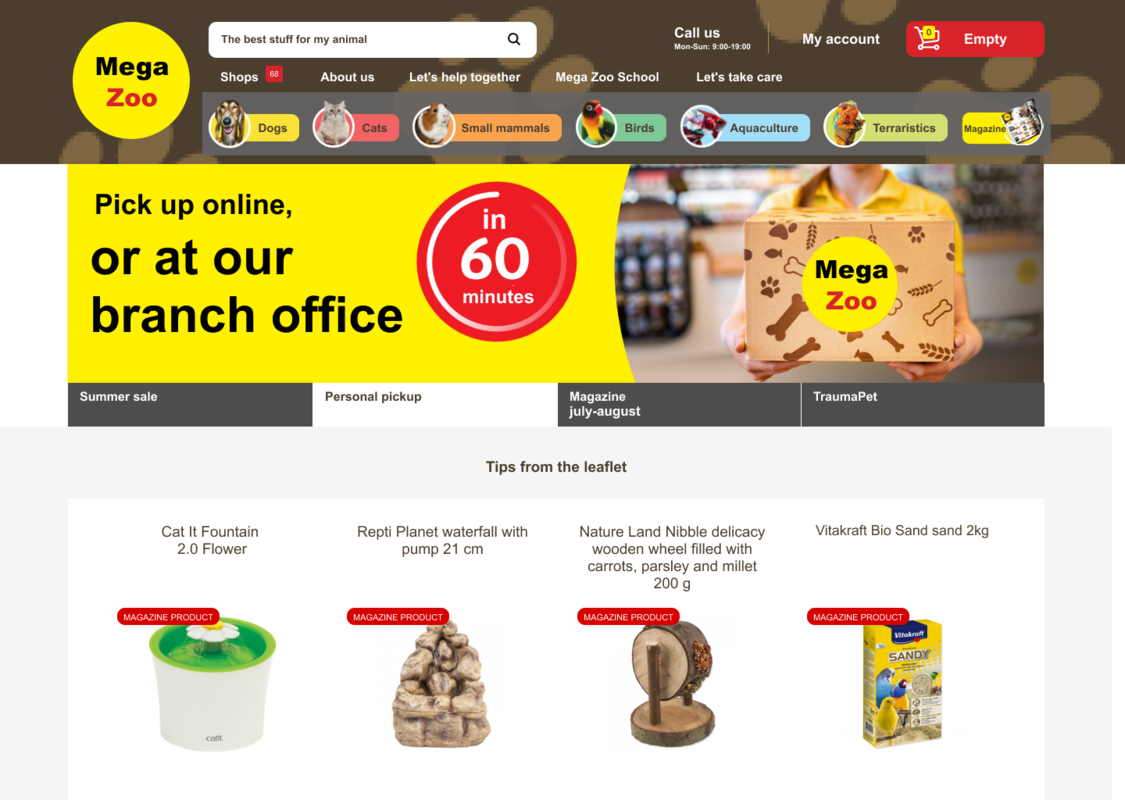 Mega
Zoo
The best stuff for my animal
Call us
Mon-Sun: 9:00-19:00
My account
0
Empty
Shops 68
About us
Let's help together
Mega Zoo School
Let's take care
Dogs
Cats
Small mammals
Birds
Aquaculture
Terraristics
Magazine
Pick up online,
or at our
branch office
in
60
minutes
Mega
Zoo
Summer sale
Personal pickup
Magazine
july-august
TraumaPet
Tips from the leaflet
Cat It Fountain
2.0 Flower
Repti Planet waterfall with
pump 21 cm
Nature Land Nibble delicacy
wooden wheel filled with
carrots, parsley and millet
200 g
Vitakraft Bio Sand sand 2kg
MAGAZINE PRODUCT
MAGAZINE PRODUCT
MAGAZINE PRODUCT
MAGAZINE PRODUCT
catit
Vitakraft
SANDY